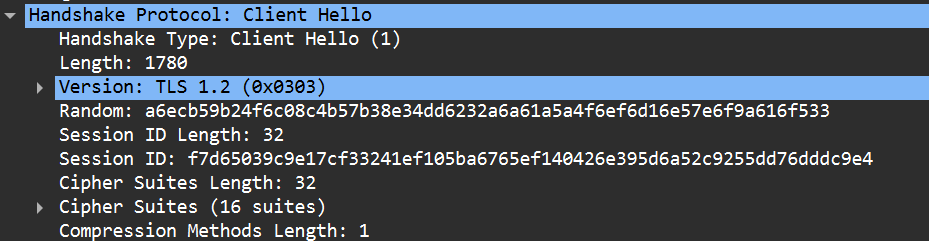 Handshake Protocol: Client Hello
Handshake Type: Client Hello (1)
Length: 1780
Version: TLS 1.2 (0x0303)
Random: a6ecb59b24f6c08c4b57b38e34dd6232a6a61a5a4f6ef6d16e57e6f9a616f533
Session ID Length: 32
Session ID: f7d65039c9e17cf33241ef105ba6765ef140426e395d6a52c9255dd76dddc9e4
Cipher Suites Length: 32
Cipher Suites (16 suites)
Compression Methods Length: 1